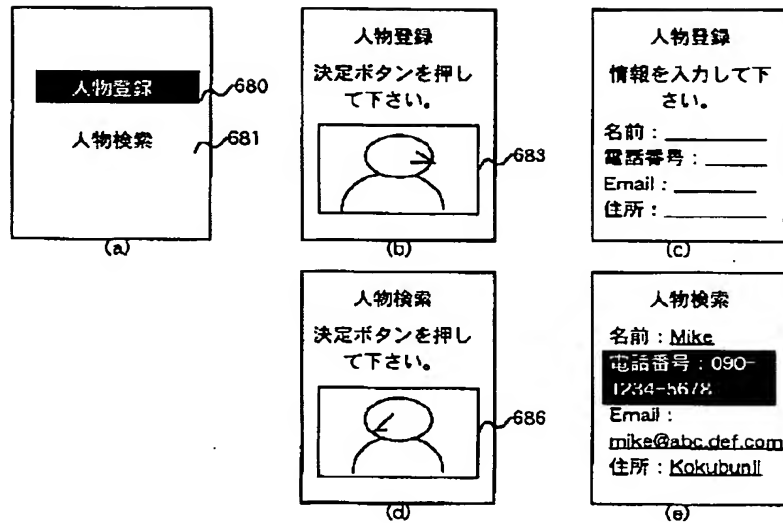 人物登録
680
人物検索
681
(a)
人物登録
決定ボタンを押し
て下さい。
683
(b)
人物登録
情報を入力して下
さい。
名前：
電話番号：
Email：
住所：
(c)
人物検索
決定ボタンを押し
て下さい。
686
(d)
人物検索
名前：Mike
電話番号：090-
1234-5678
Email：
mike@abc.def.com
住所：Kokubunji
(e)